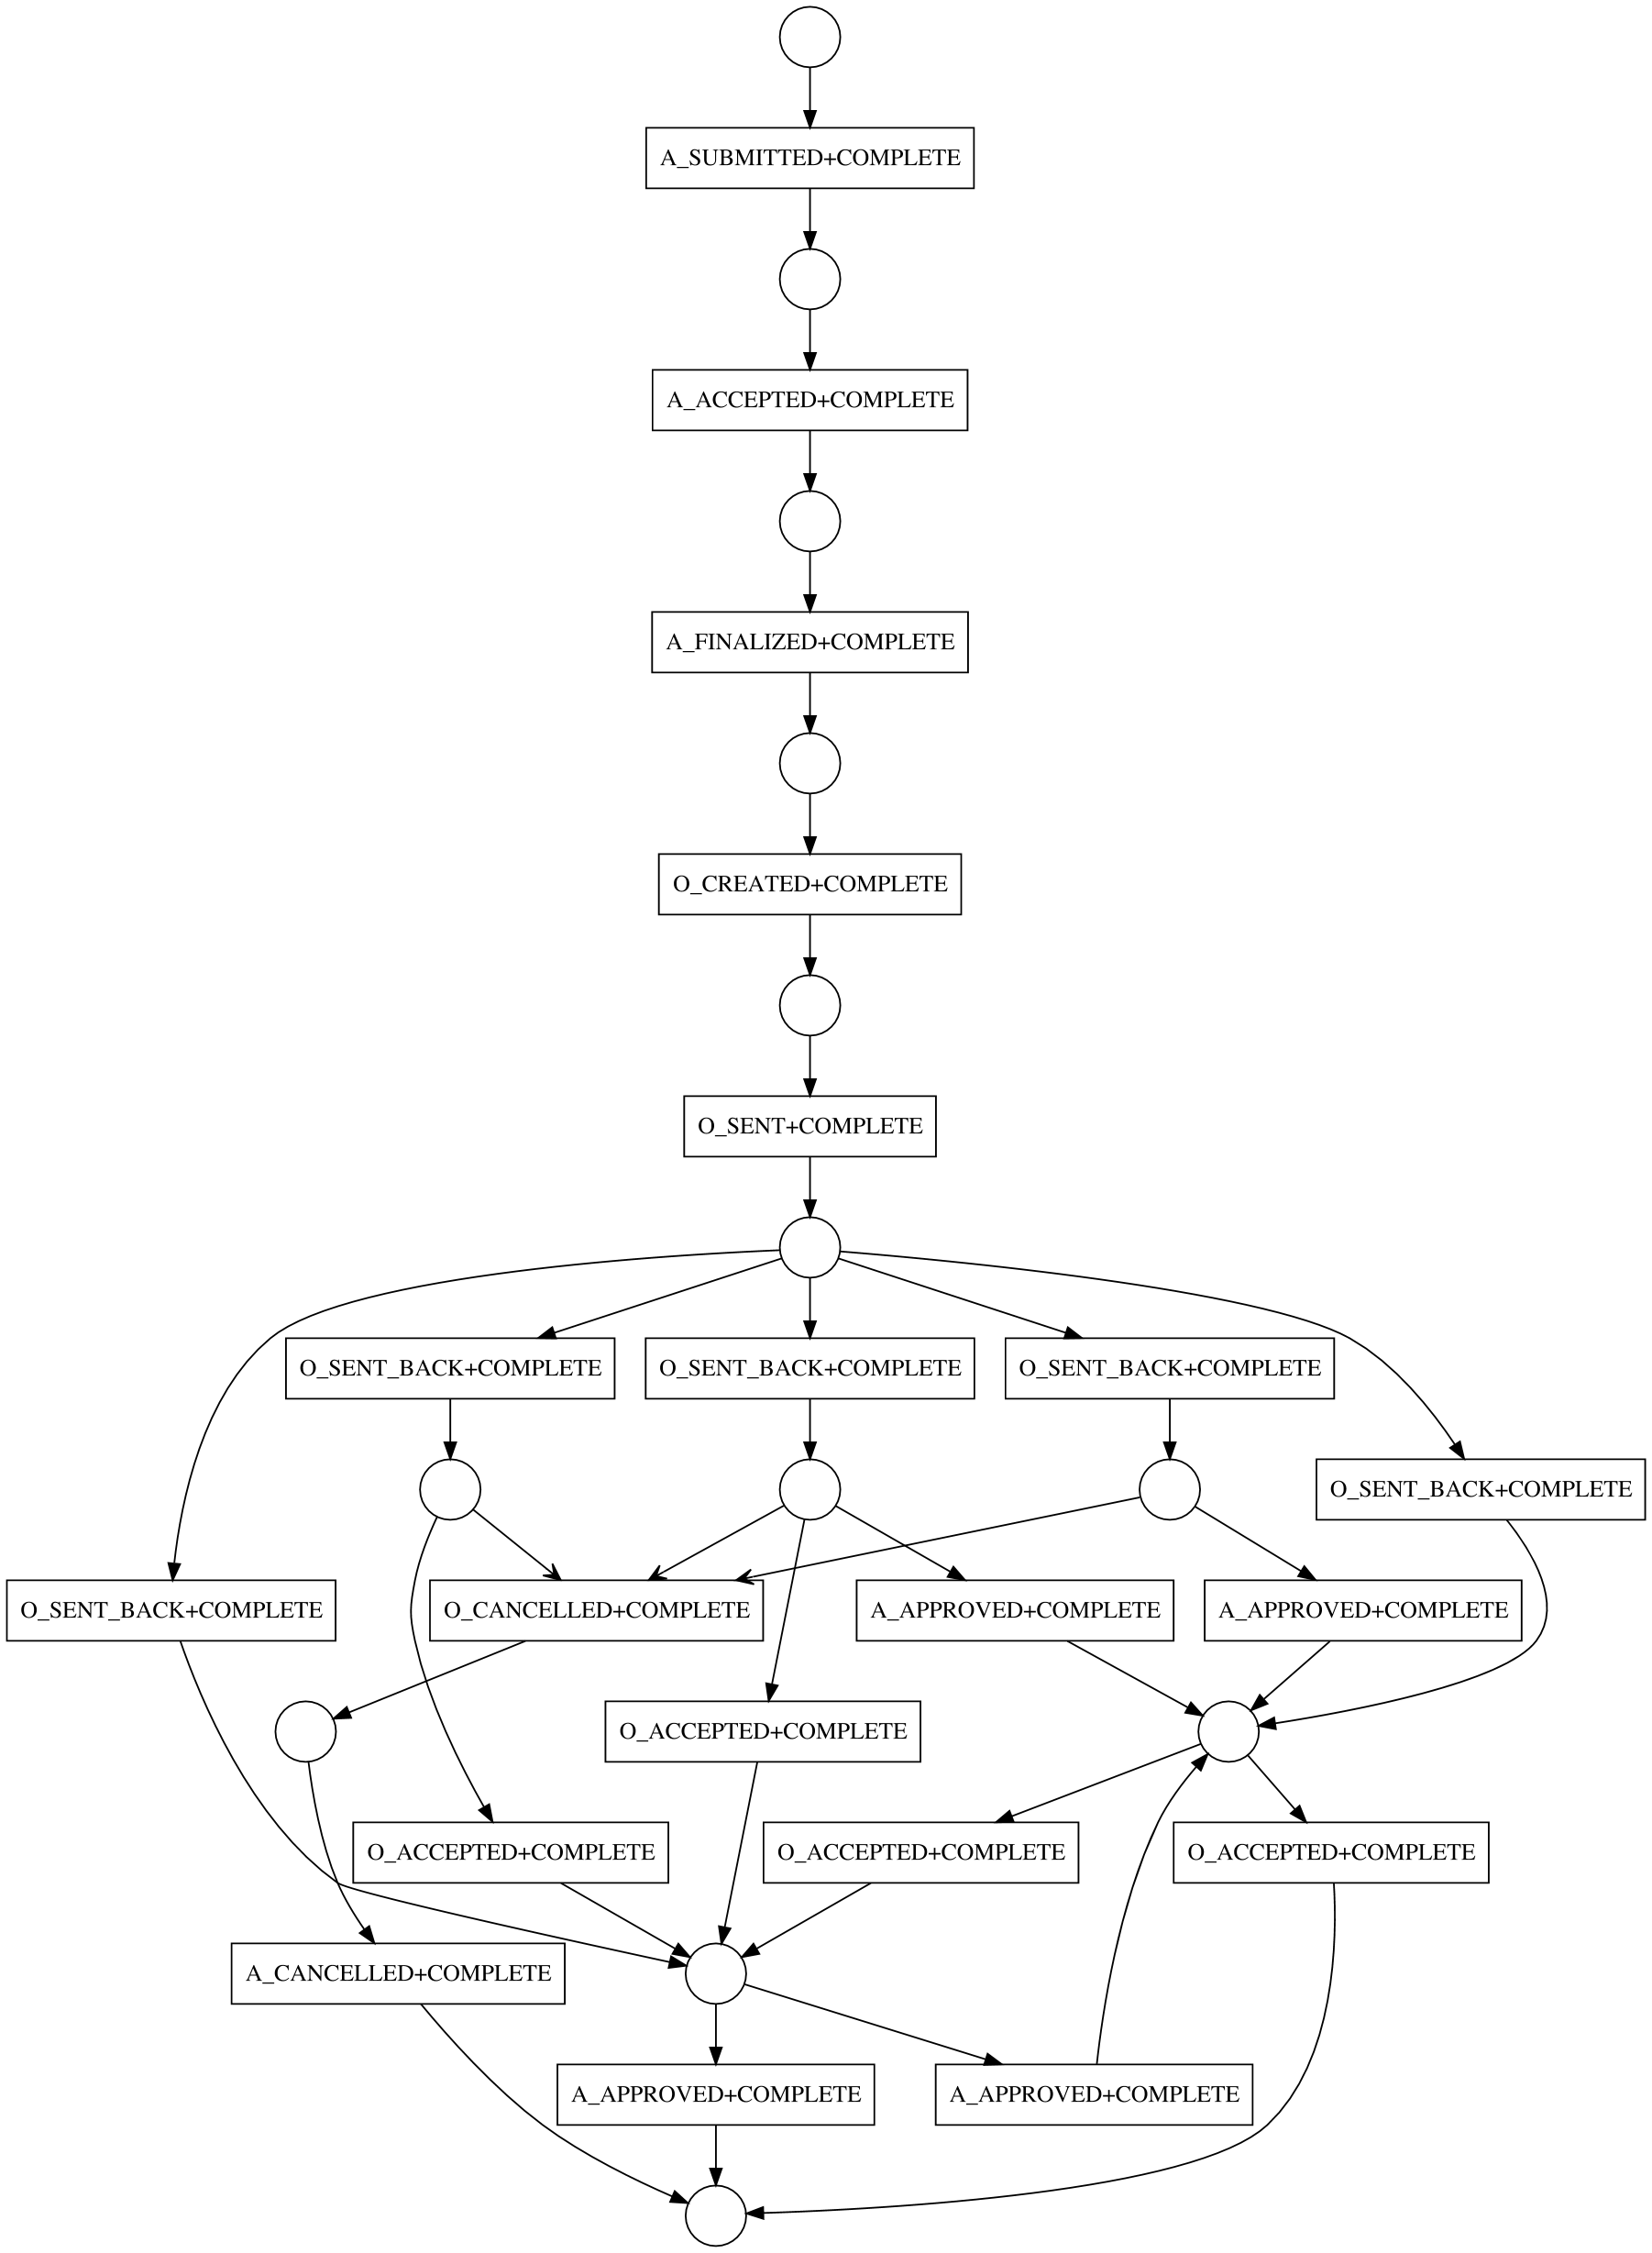 A_SUBMITTED+COMPLETE
A_ACCEPTED+COMPLETE
A_FINALIZED+COMPLETE
O_CREATED+COMPLETE
O_SENT+COMPLETE
O_SENT_BACK+COMPLETE
O_SENT_BACK+COMPLETE
O_SENT_BACK+COMPLETE
O_SENT_BACK+COMPLETE
O_SENT_BACK+COMPLETE
O_CANCELLED+COMPLETE
A_APPROVED+COMPLETE
A_APPROVED+COMPLETE
O_ACCEPTED+COMPLETE
O_ACCEPTED+COMPLETE
O_ACCEPTED+COMPLETE
O_ACCEPTED+COMPLETE
A_CANCELLED+COMPLETE
A_APPROVED+COMPLETE
A_APPROVED+COMPLETE